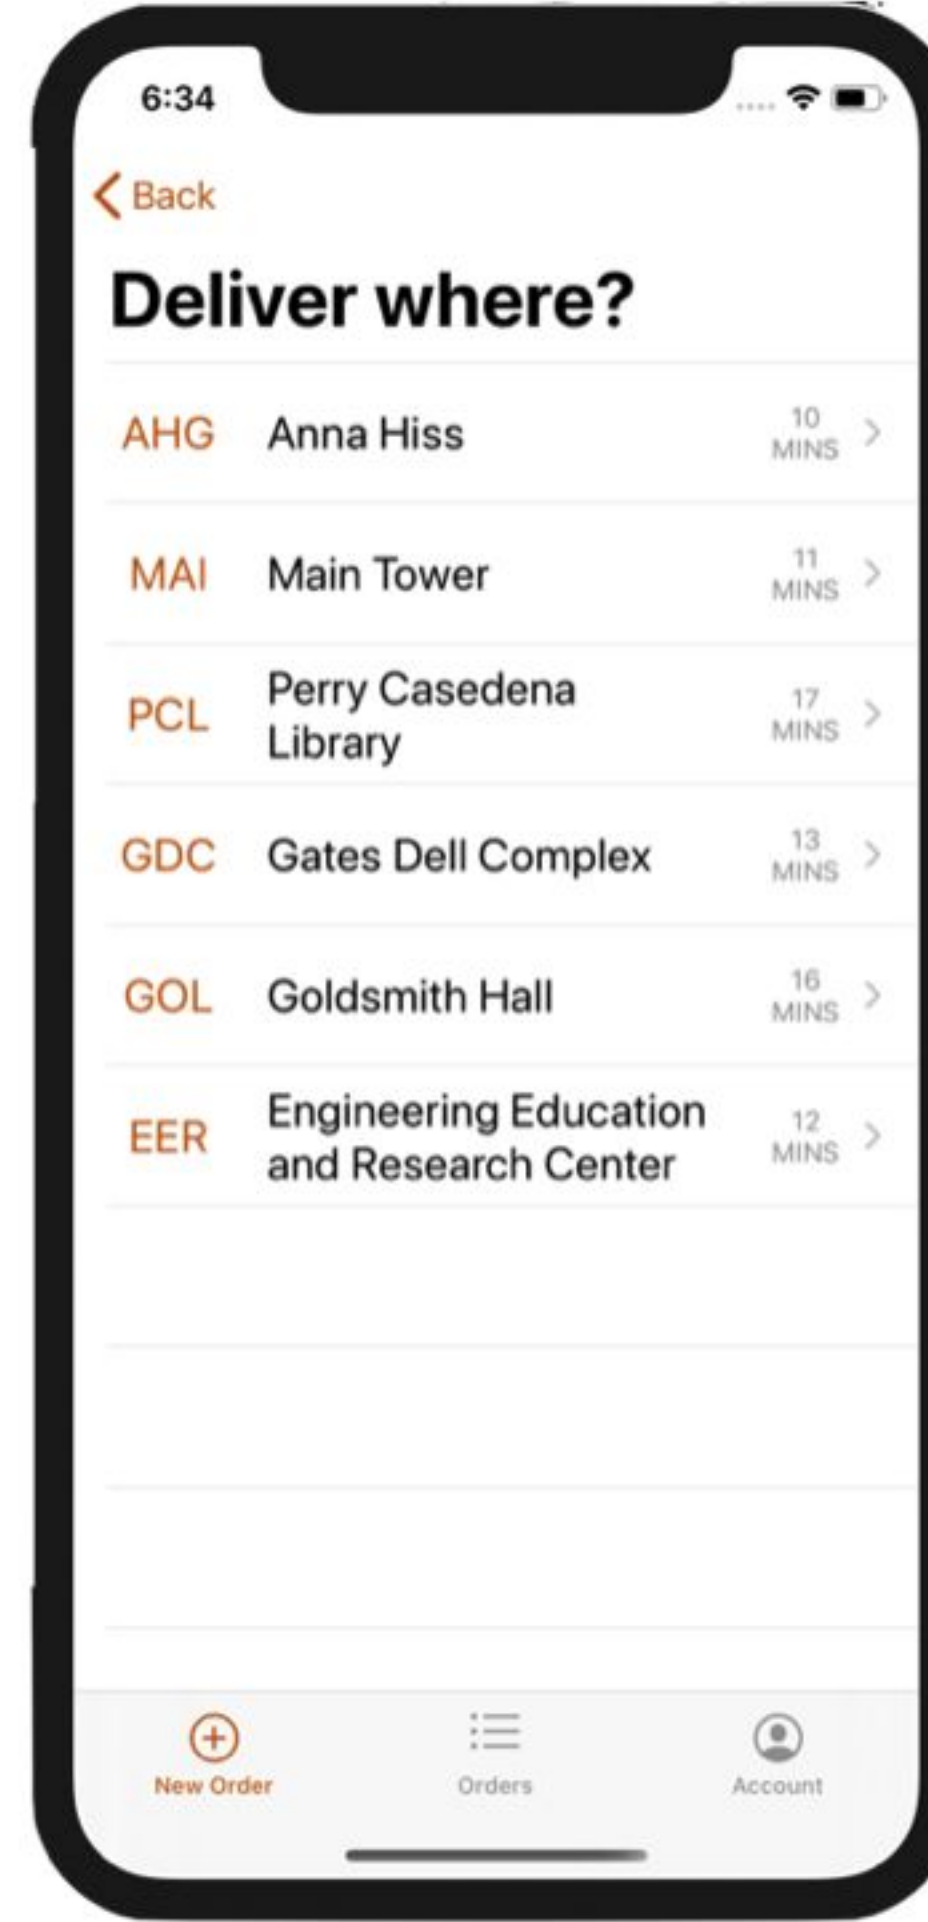 6:34
Back
Deliver where?
AHG Anna Hiss 10 MINS
MAI Main Tower 11 MINS
PCL Perry Casedena Library 17 MINS
GDC Gates Dell Complex 13 MINS
GOL Goldsmith Hall 16 MINS
EER Engineering Education and Research Center 12 MINS
New Order Orders Account